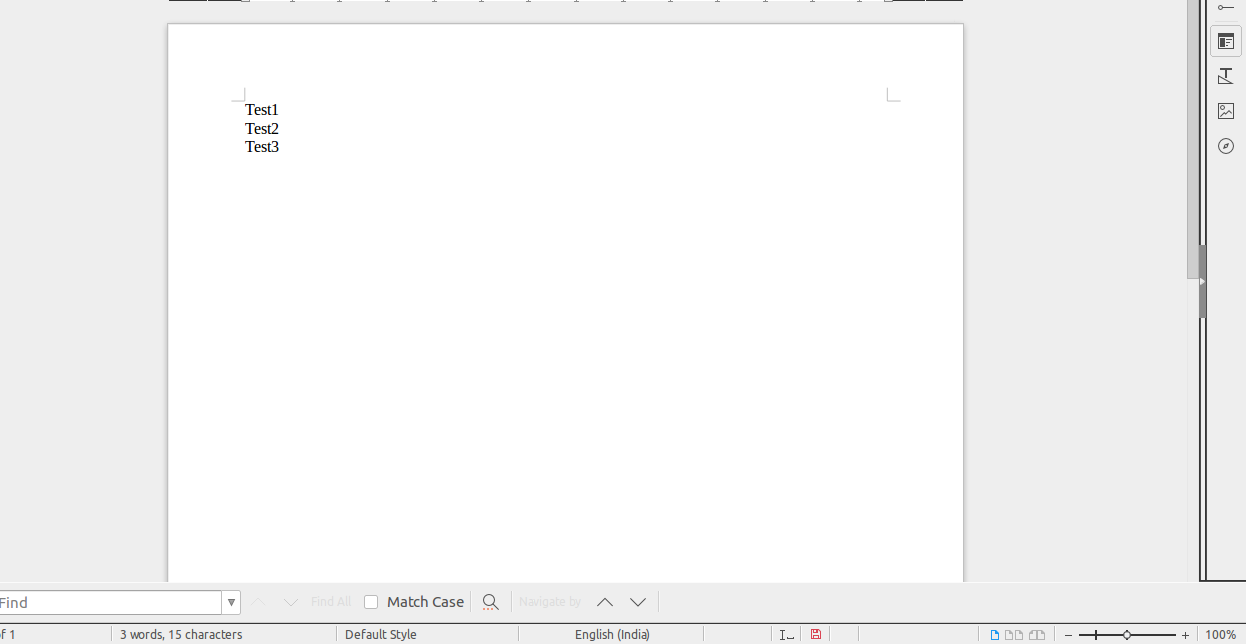 Test1
Test2
Test3
Find
Find All
Match Case
Navigate by
of 1
3 words, 15 characters
Default Style
English (India)
100%